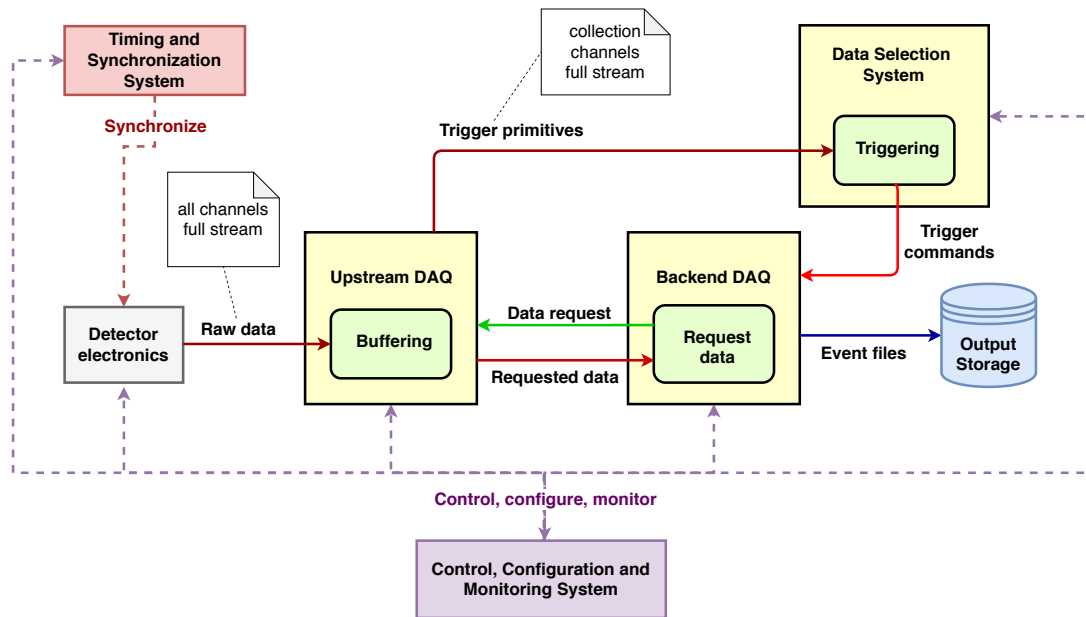 Timing and
Synchronization
System
collection
channels
full stream
Data Selection
System
Synchronize
Trigger primitives
Triggering
all channels
full stream
Trigger
commands
Upstream DAQ
Backend DAQ
Data request
Raw data
Detector
electronics
Buffering
Request
data
Requested data
Event files
Output
Storage
Control, configure, monitor
Control, Configuration and
Monitoring System